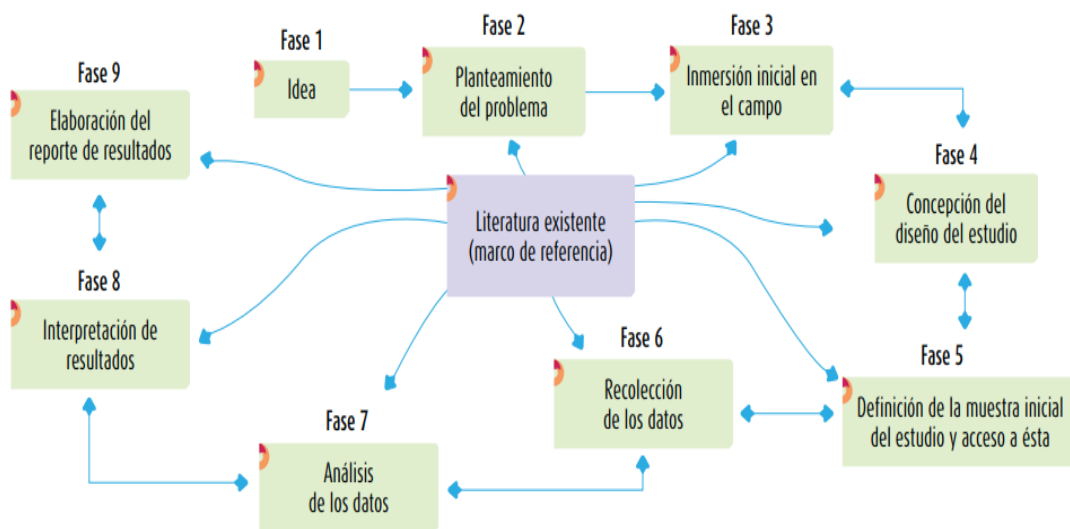 Fase 1
Idea
Fase 2
Planteamiento
del problema
Fase 3
Inmersión inicial en
el campo
Fase 4
Concepción del
diseño del estudio
Fase 5
Definición de la muestra inicial
del estudio y acceso a ésta
Fase 6
Recolección
de los datos
Fase 7
Análisis
de los datos
Fase 8
Interpretación de
resultados
Fase 9
Elaboración del
reporte de resultados
Literatura existente
(marco de referencia)